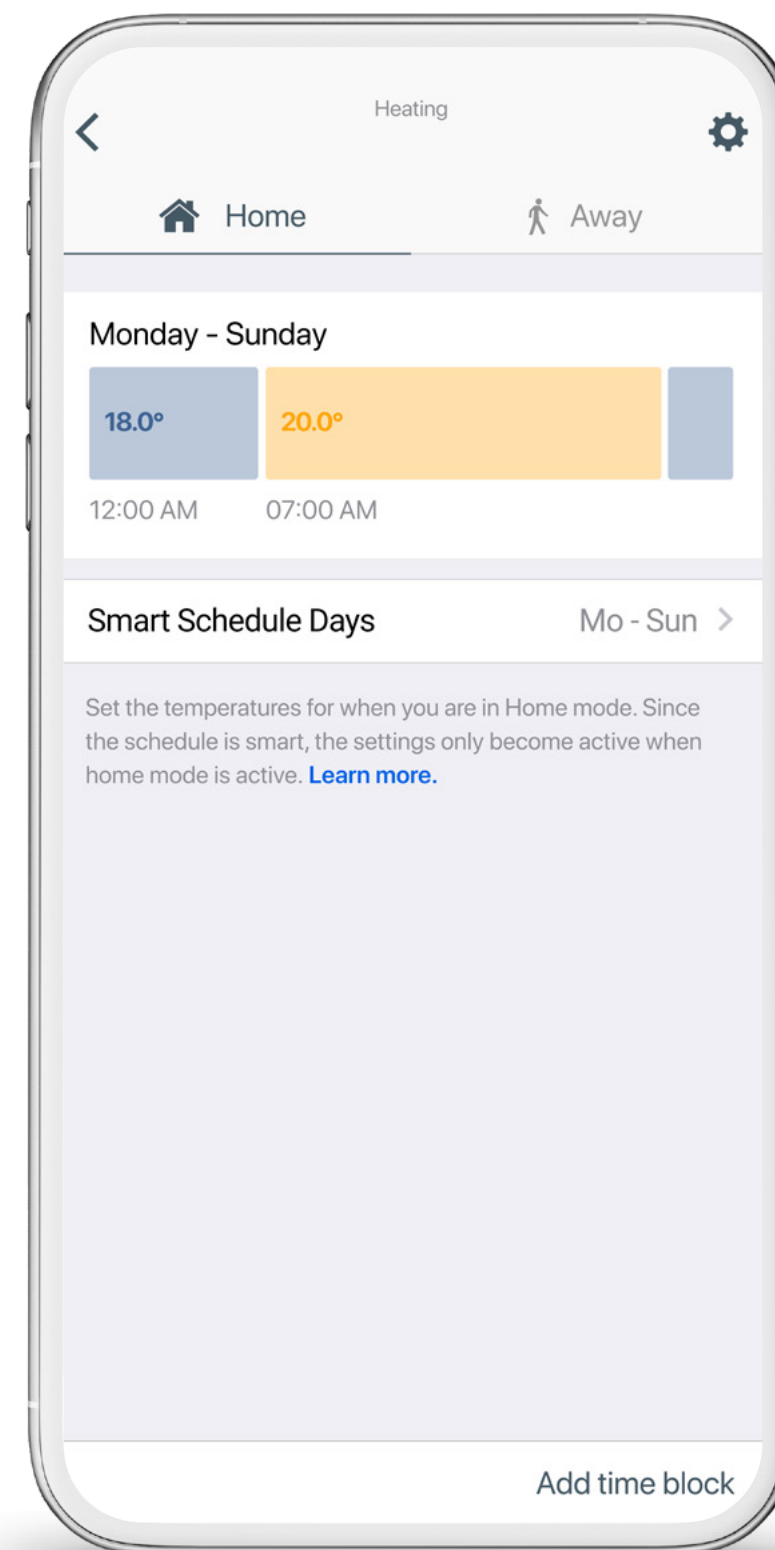 Heating
Home
Away
Monday - Sunday
18.0°
20.0°
12:00 AM
07:00 AM
Smart Schedule Days
Mo - Sun
Set the temperatures for when you are in Home mode. Since
the schedule is smart, the settings only become active when
home mode is active. Learn more.
Add time block